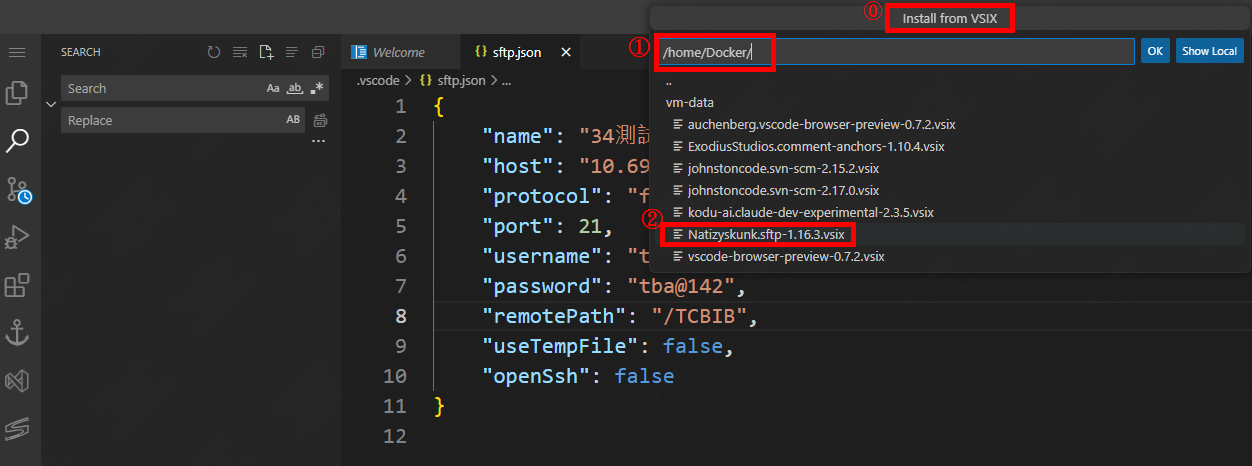 ⓪ Install from VSIX
① /home/Docker/
OK
Show Local
..
vm-data
auchenberg.vscode-browser-preview-0.7.2.vsix
ExodiusStudios.comment-anchors-1.10.4.vsix
johnstoncode.svn-scm-2.15.2.vsix
johnstoncode.svn-scm-2.17.0.vsix
kodu-ai.claude-dev-experimental-2.3.5.vsix
② Natizyskunk.sftp-1.16.3.vsix
vscode-browser-preview-0.7.2.vsix
SEARCH
Search Aa ab .*
Replace AB
...
Welcome
{} sftp.json
.vscode > {} sftp.json > ...
1 {
2 "name": "34測試
3 "host": "10.69
4 "protocol": "f
5 "port": 21,
6 "username": "t
7 "password": "tba@142",
8 "remotePath": "/TCBIB",
9 "useTempFile": false,
10 "openSsh": false
11 }
12